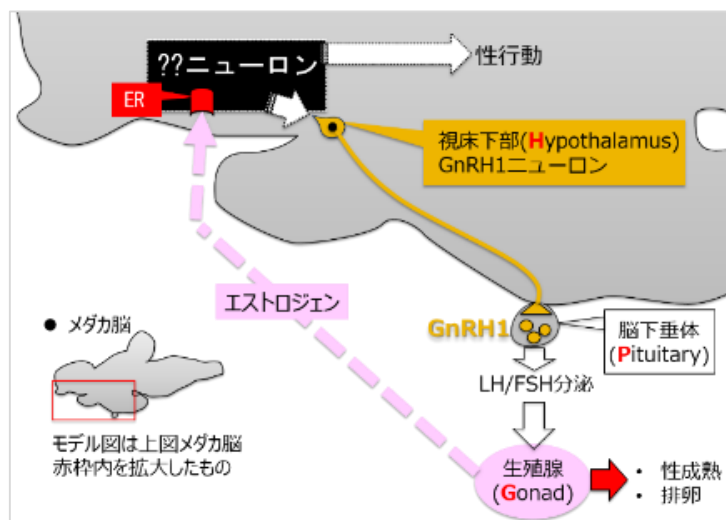 ??ニューロン
性行動
ER
視床下部(Hypothalamus)
GnRH1ニューロン
エストロジェン
GnRH1
脳下垂体
(Pituitary)
● メダカ脳
LH/FSH分泌
モデル図は上図メダカ脳
赤枠内を拡大したもの
生殖腺
(Gonad)
• 性成熟
• 排卵